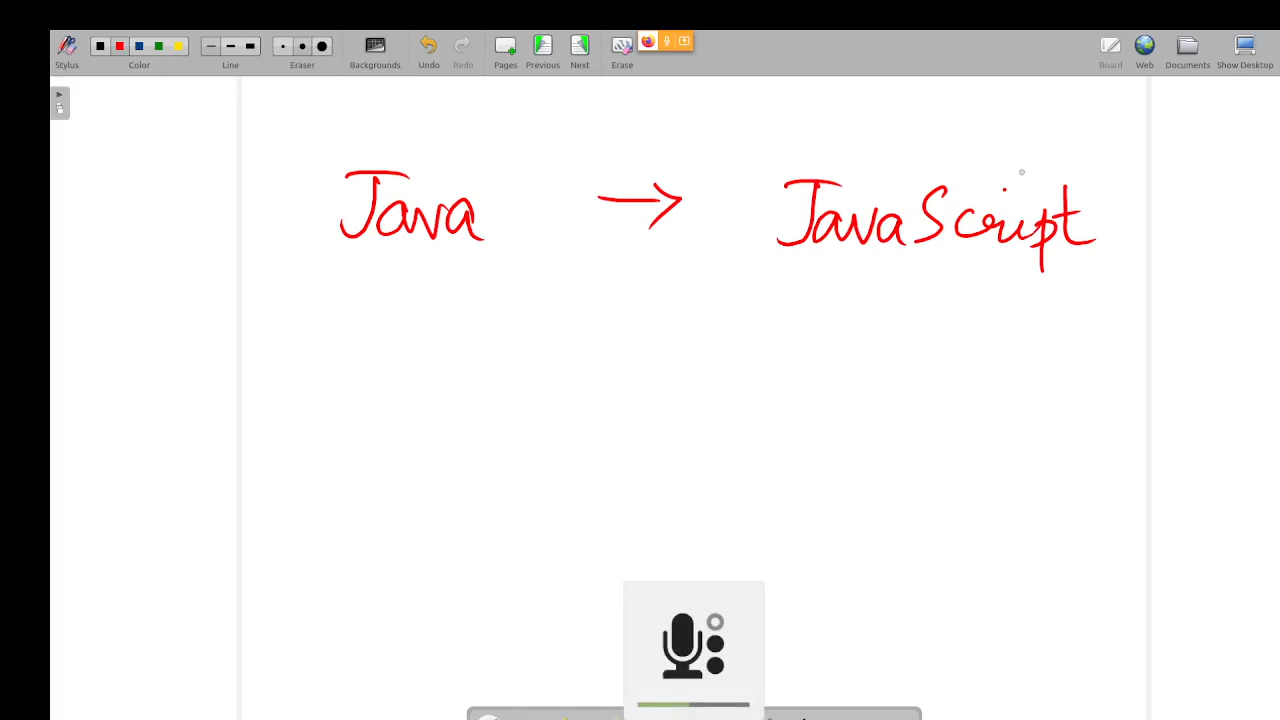 Stylus Color Line Eraser Backgrounds Undo Redo Pages Previous Next Erase Board Web Documents Show Desktop
Java → JavaScript